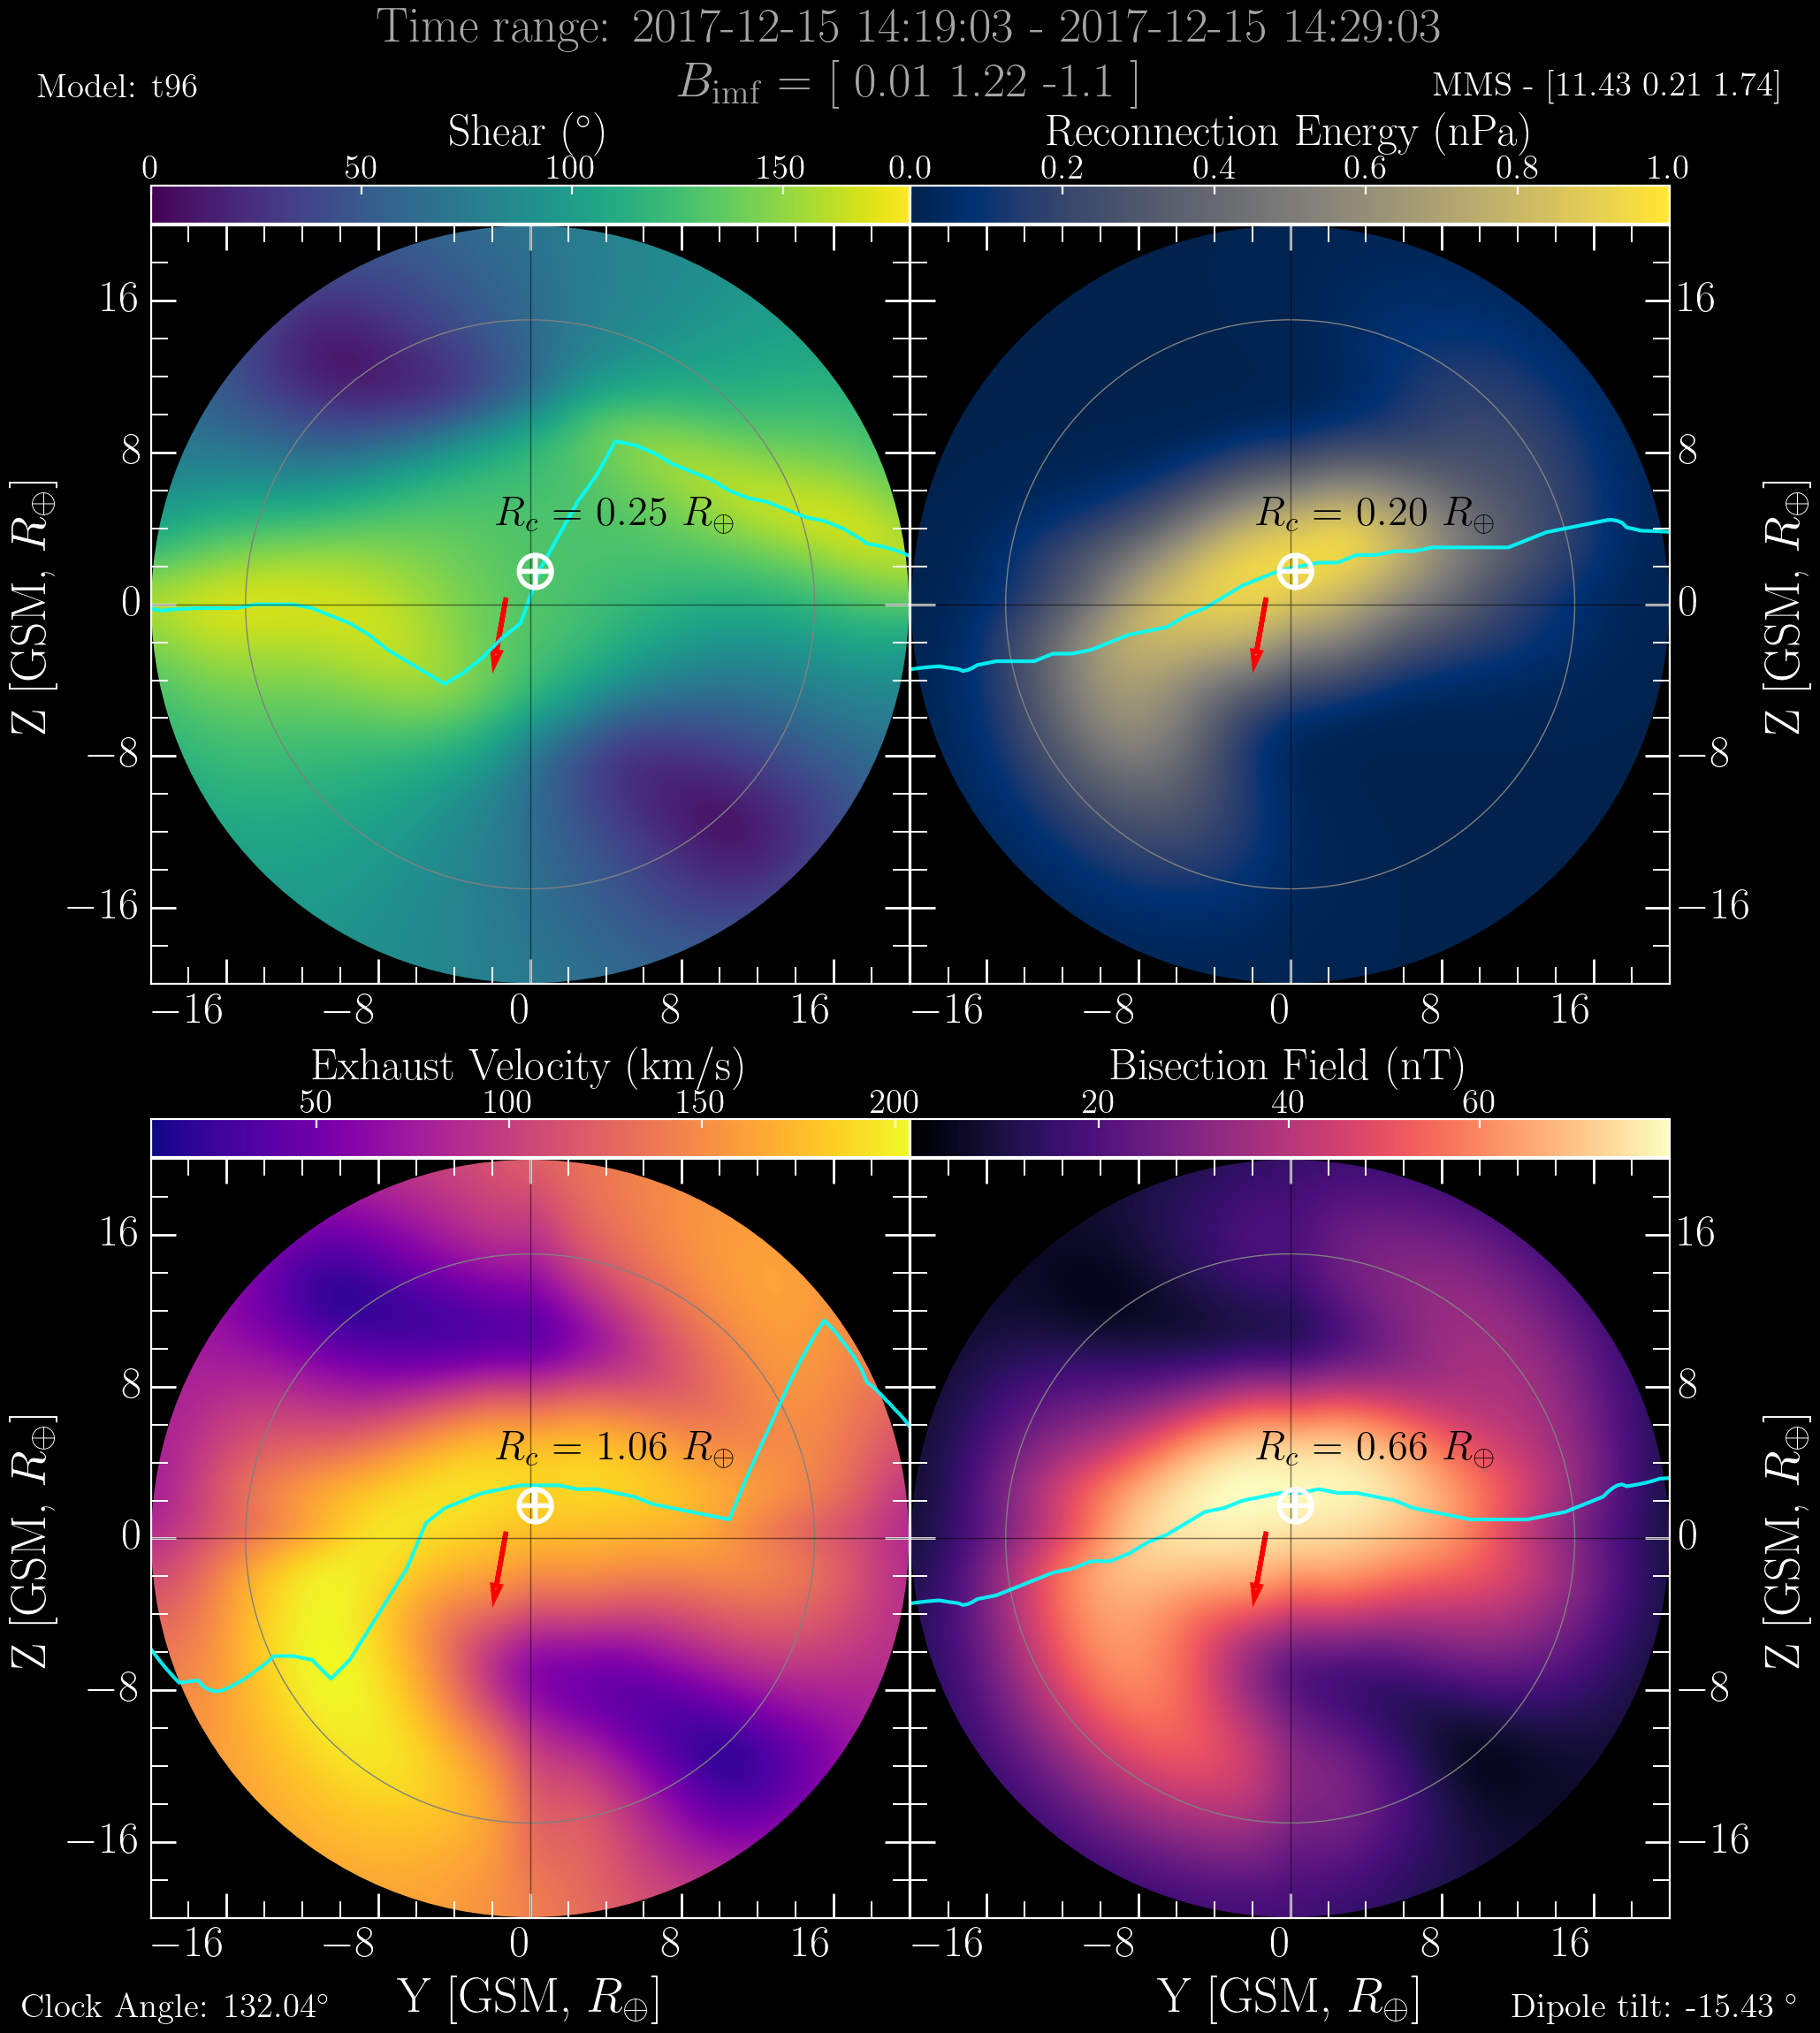 Time range: 2017-12-15 14:19:03 - 2017-12-15 14:29:03
Model: t96
B_imf = [ 0.01 1.22 -1.1 ]
MMS - [11.43 0.21 1.74]
Shear (°)
0 50 100 150
Reconnection Energy (nPa)
0.0 0.2 0.4 0.6 0.8 1.0
Z [GSM, R⊕]
16
8
0
−8
−16
R_c = 0.25 R⊕
−16 −8 0 8 16
R_c = 0.20 R⊕
16
8
0
−8
−16
Z [GSM, R⊕]
−16 −8 0 8 16
Exhaust Velocity (km/s)
50 100 150 200
Bisection Field (nT)
20 40 60
Z [GSM, R⊕]
16
8
0
−8
−16
R_c = 1.06 R⊕
−16 −8 0 8 16
Y [GSM, R⊕]
R_c = 0.66 R⊕
16
8
0
−8
−16
Z [GSM, R⊕]
−16 −8 0 8 16
Y [GSM, R⊕]
Clock Angle: 132.04°
Dipole tilt: -15.43 °